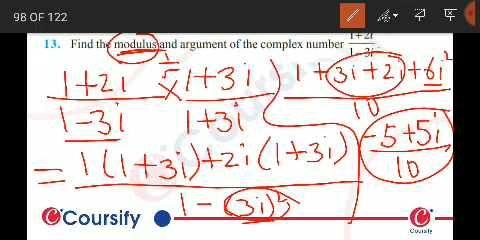 98 OF 122
13. Find the modulus and argument of the complex number 1+2i / 1-3i.
1+2i / 1-3i × 1+3i / 1+3i
1+3i+2i+6i² / 10
= 1(1+3i)+2i(1+3i) / 1-(3i)²
-5+5i / 10
Coursify
Coursify